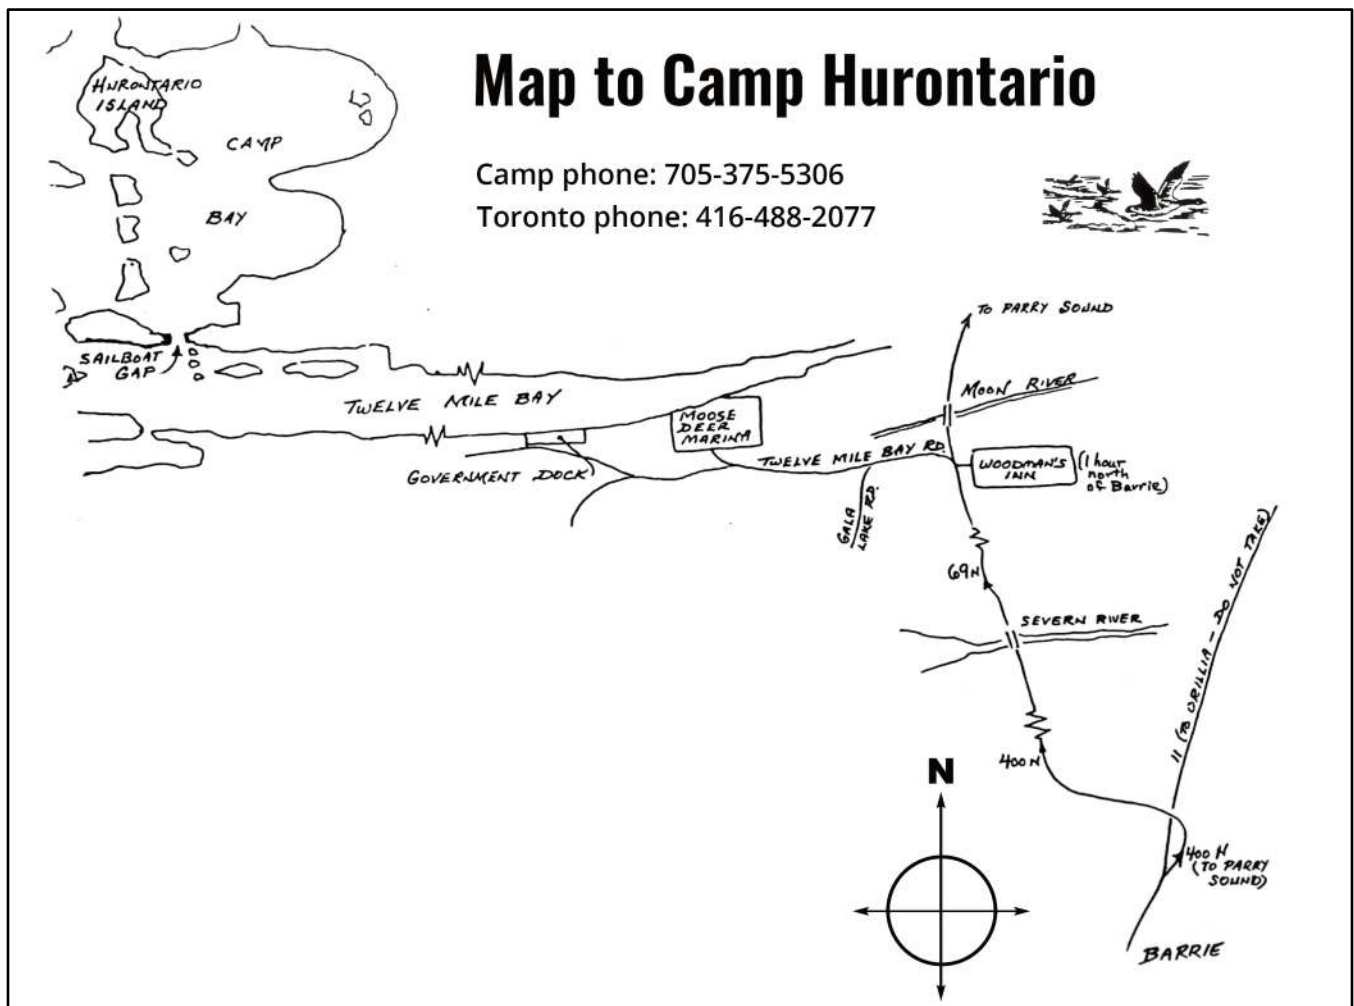 Map to Camp Hurontario
Camp phone: 705-375-5306
Toronto phone: 416-488-2077
HURONTARIO
ISLAND
CAMP
BAY
SAILBOAT
GAP
TWELVE MILE BAY
GOVERNMENT DOCK
MOOSE
DEER
MARINA
TWELVE MILE BAY RD.
GALA
LAKE RD.
TO PARRY SOUND
MOON RIVER
WOODMAN'S
INN
(1 hour
north
of Barrie)
69N
SEVERN RIVER
400 N
11 (TO ORILLIA - DO NOT TAKE)
400 N
(TO PARRY
SOUND)
BARRIE
N